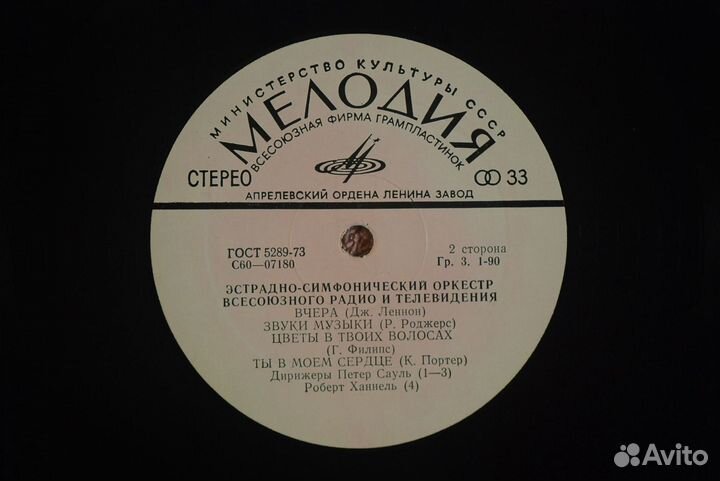 МИНИСТЕРСТВО КУЛЬТУРЫ СССР
МЕЛОДИЯ
ВСЕСОЮЗНАЯ ФИРМА ГРАМПЛАСТИНОК
СТЕРЕО
33
АПРЕЛЕВСКИЙ ОРДЕНА ЛЕНИНА ЗАВОД
ГОСТ 5289-73
2 сторона
С60—07180
Гр. 3. 1-90
ЭСТРАДНО-СИМФОНИЧЕСКИЙ ОРКЕСТР
ВСЕСОЮЗНОГО РАДИО И ТЕЛЕВИДЕНИЯ
ВЧЕРА (Дж. Леннон)
ЗВУКИ МУЗЫКИ (Р. Роджерс)
ЦВЕТЫ В ТВОИХ ВОЛОСАХ
(Г. Филипс)
ТЫ В МОЕМ СЕРДЦЕ (К. Портер)
Дирижеры Петер Сауль (1—3)
Роберт Ханнель (4)
Avito